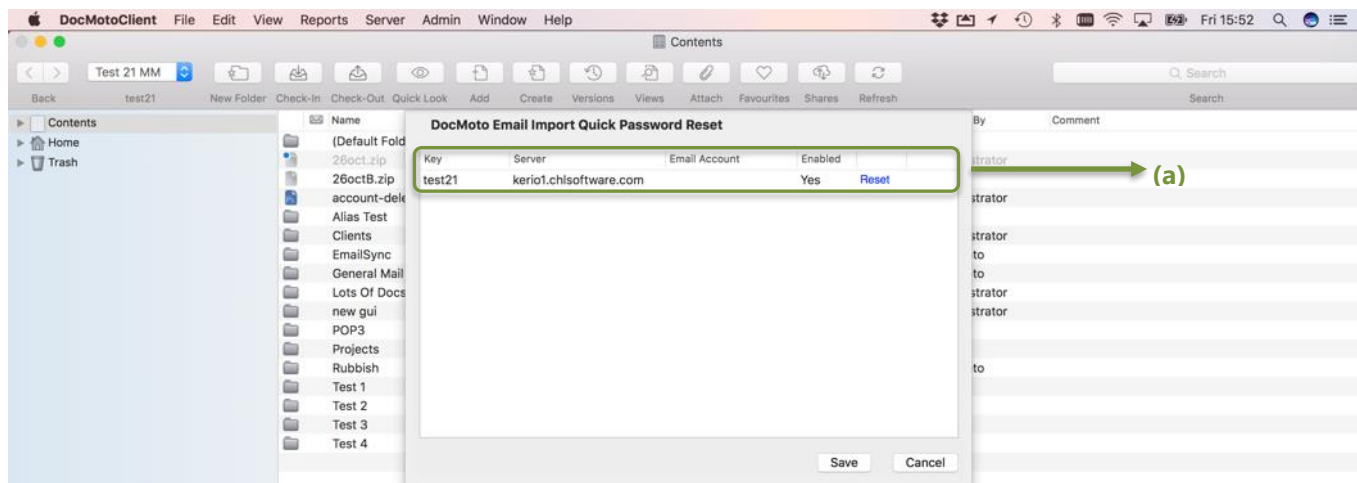 DocMotoClient File Edit View Reports Server Admin Window Help Fri 15:52
Contents
Test 21 MM Search
Back test21 New Folder Check-In Check-Out Quick Look Add Create Versions Views Attach Favourites Shares Refresh Search
Contents
Home
Trash
Name
(Default Fold
26oct.zip
26octB.zip
account-dele
Alias Test
Clients
EmailSync
General Mail
Lots Of Docs
new gui
POP3
Projects
Rubbish
Test 1
Test 2
Test 3
Test 4
DocMoto Email Import Quick Password Reset
Key Server Email Account Enabled
test21 kerio1.chlsoftware.com Yes Reset
Save Cancel
By Comment
strator
strator
strator
to
to
strator
strator
to
(a)